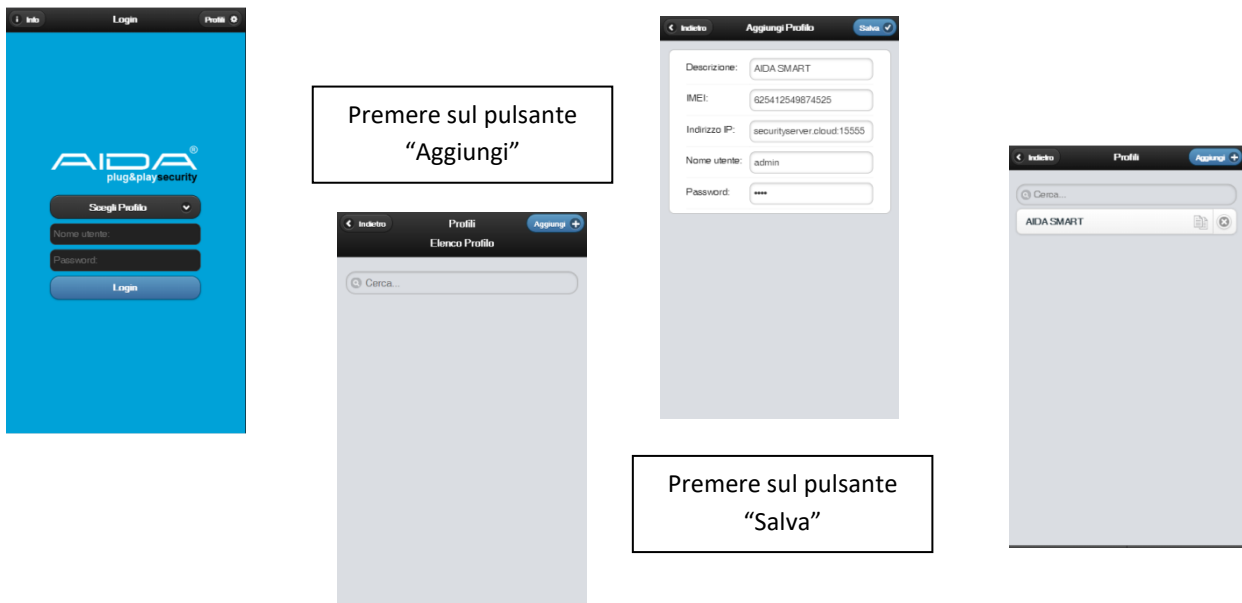 Info Login Profili
AIDA®
plug&playsecurity
Scegli Profilo
Nome utente:
Password:
Login
Premere sul pulsante
“Aggiungi”
Indietro Profili Aggiungi
Elenco Profilo
Cerca...
Indietro Aggiungi Profilo Salva
Descrizione: AIDA SMART
IMEI: 625412549874525
Indirizzo IP: securityserver.cloud:15555
Nome utente: admin
Password: ••••
Premere sul pulsante
“Salva”
Indietro Profili Aggiungi
Cerca...
AIDA SMART